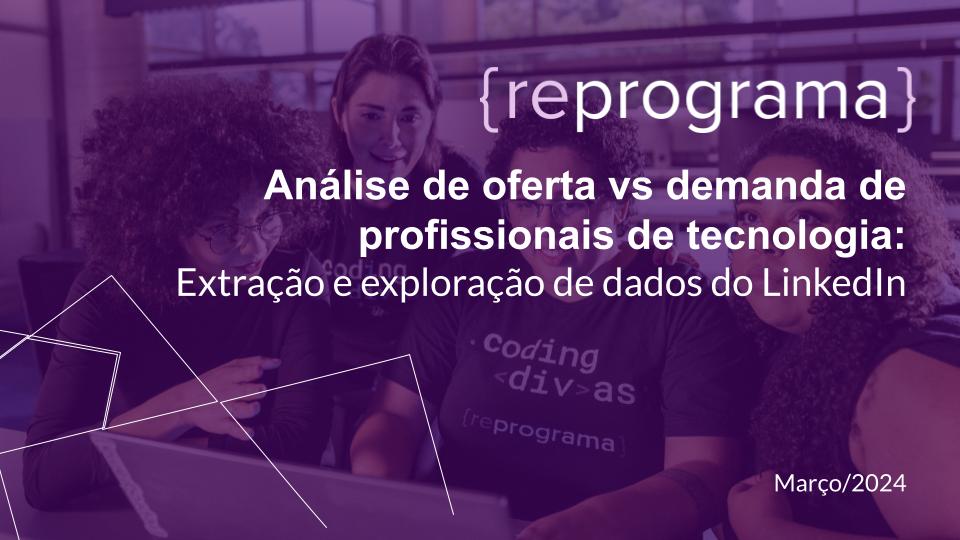 {reprograma}
Análise de oferta vs demanda de
profissionais de tecnologia:
Extração e exploração de dados do LinkedIn
coding
.coding
<div>as
{reprograma}
Março/2024